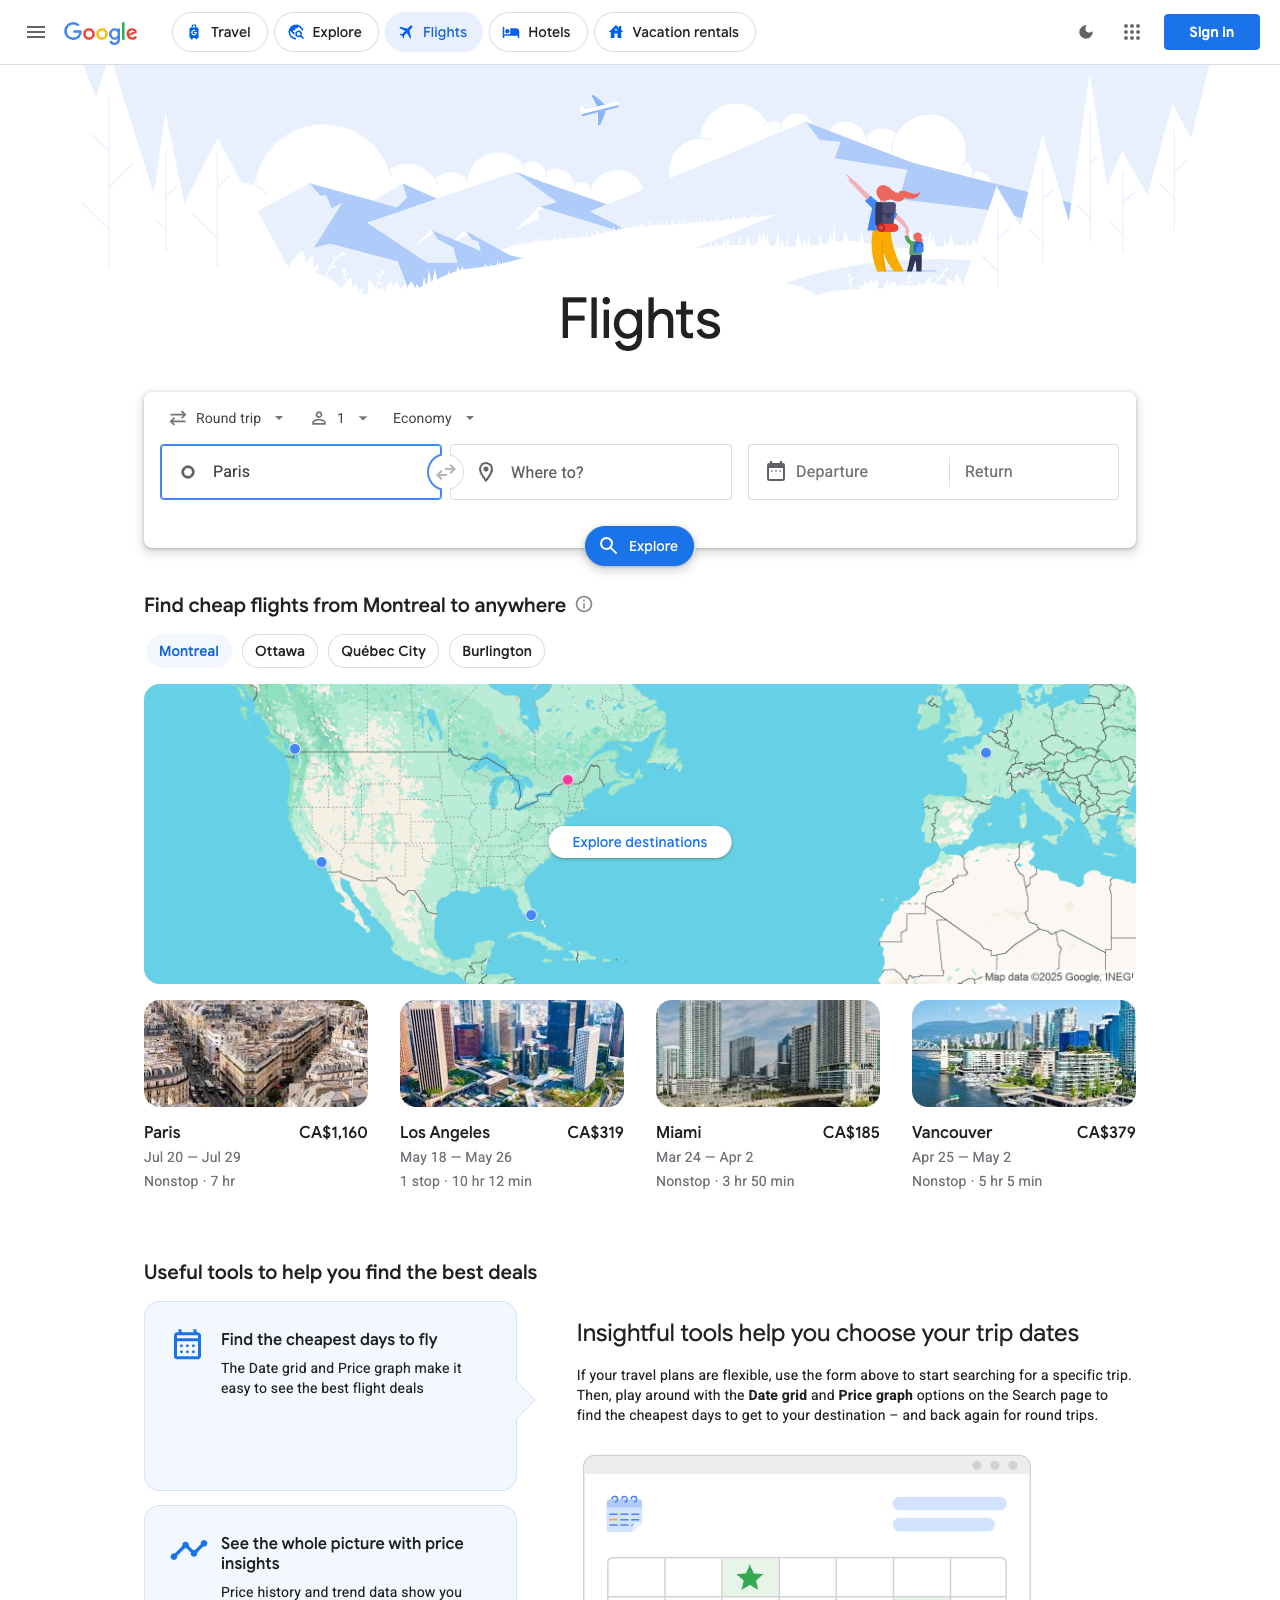 Google
Travel
Explore
Flights
Hotels
Vacation rentals
Sign in
Flights
Round trip
1
Economy
Paris
Where to?
Departure
Return
Explore
Find cheap flights from Montreal to anywhere
Montreal
Ottawa
Québec City
Burlington
Explore destinations
Map data ©2025 Google, INEGI
Paris
CA$1,160
Jul 20 — Jul 29
Nonstop · 7 hr
Los Angeles
CA$319
May 18 — May 26
1 stop · 10 hr 12 min
Miami
CA$185
Mar 24 — Apr 2
Nonstop · 3 hr 50 min
Vancouver
CA$379
Apr 25 — May 2
Nonstop · 5 hr 5 min
Useful tools to help you find the best deals
Find the cheapest days to fly
The Date grid and Price graph make it
easy to see the best flight deals
Insightful tools help you choose your trip dates
If your travel plans are flexible, use the form above to start searching for a specific trip.
Then, play around with the Date grid and Price graph options on the Search page to
find the cheapest days to get to your destination – and back again for round trips.
See the whole picture with price
insights
Price history and trend data show you